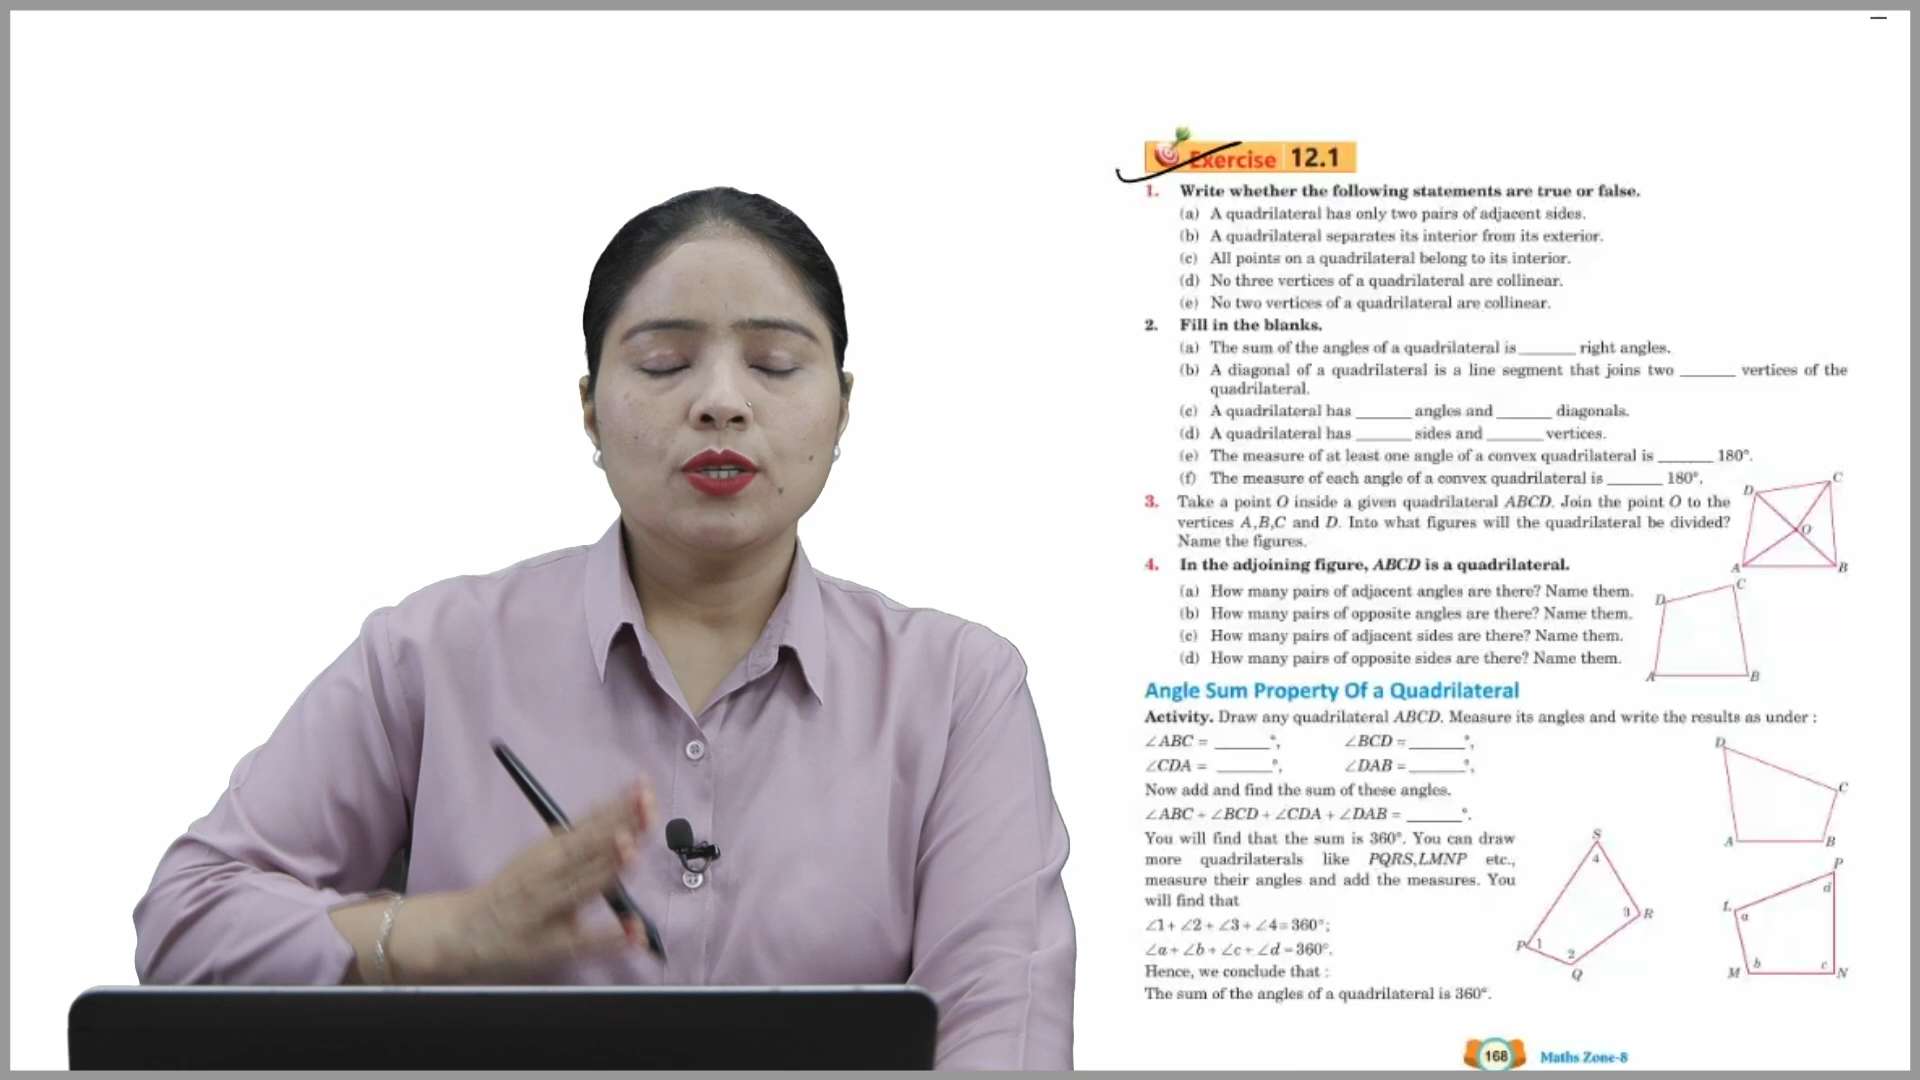 Exercise 12.1
1. Write whether the following statements are true or false.
(a) A quadrilateral has only two pairs of adjacent sides.
(b) A quadrilateral separates its interior from its exterior.
(c) All points on a quadrilateral belong to its interior.
(d) No three vertices of a quadrilateral are collinear.
(e) No two vertices of a quadrilateral are collinear.
2. Fill in the blanks.
(a) The sum of the angles of a quadrilateral is ______ right angles.
(b) A diagonal of a quadrilateral is a line segment that joins two ______ vertices of the
quadrilateral.
(c) A quadrilateral has ______ angles and ______ diagonals.
(d) A quadrilateral has ______ sides and ______ vertices.
(e) The measure of at least one angle of a convex quadrilateral is ______ 180°.
(f) The measure of each angle of a convex quadrilateral is ______ 180°.
D C
O
A B
3. Take a point O inside a given quadrilateral ABCD. Join the point O to the
vertices A,B,C and D. Into what figures will the quadrilateral be divided?
Name the figures.
4. In the adjoining figure, ABCD is a quadrilateral.
(a) How many pairs of adjacent angles are there? Name them.
(b) How many pairs of opposite angles are there? Name them.
(c) How many pairs of adjacent sides are there? Name them.
(d) How many pairs of opposite sides are there? Name them.
D C
A B
Angle Sum Property Of a Quadrilateral
Activity. Draw any quadrilateral ABCD. Measure its angles and write the results as under :
∠ABC = ______°, ∠BCD = ______°,
∠CDA = ______°, ∠DAB = ______°,
Now add and find the sum of these angles.
∠ABC + ∠BCD + ∠CDA + ∠DAB = ______°.
D
C
A B
You will find that the sum is 360°. You can draw
more quadrilaterals like PQRS,LMNP etc.,
measure their angles and add the measures. You
will find that
∠1 + ∠2 + ∠3 + ∠4 = 360°;
∠a + ∠b + ∠c + ∠d = 360°.
Hence, we conclude that :
The sum of the angles of a quadrilateral is 360°.
S
4
3 R
P 1
2
Q
P
d
L
a
b c
M N
168 Maths Zone-8